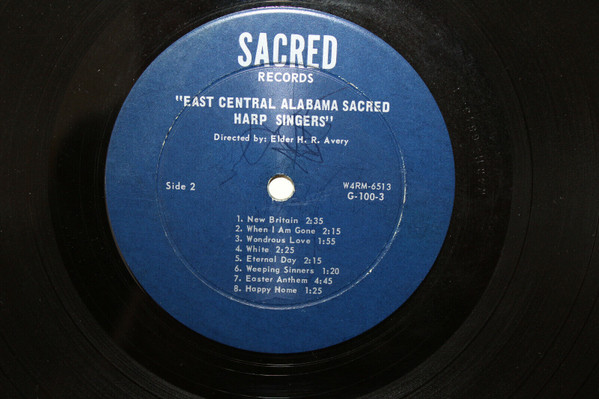 SACRED
RECORDS
"EAST CENTRAL ALABAMA SACRED
HARP SINGERS"
Directed by: Elder H. R. Avery
Side 2
W4RM-6513
G-100-3
1. New Britain 2:35
2. When I Am Gone 2:15
3. Wondrous Love 1:55
4. White 2:25
5. Eternal Day 2:15
6. Weeping Sinners 1:20
7. Easter Anthem 4:45
8. Happy Home 1:25